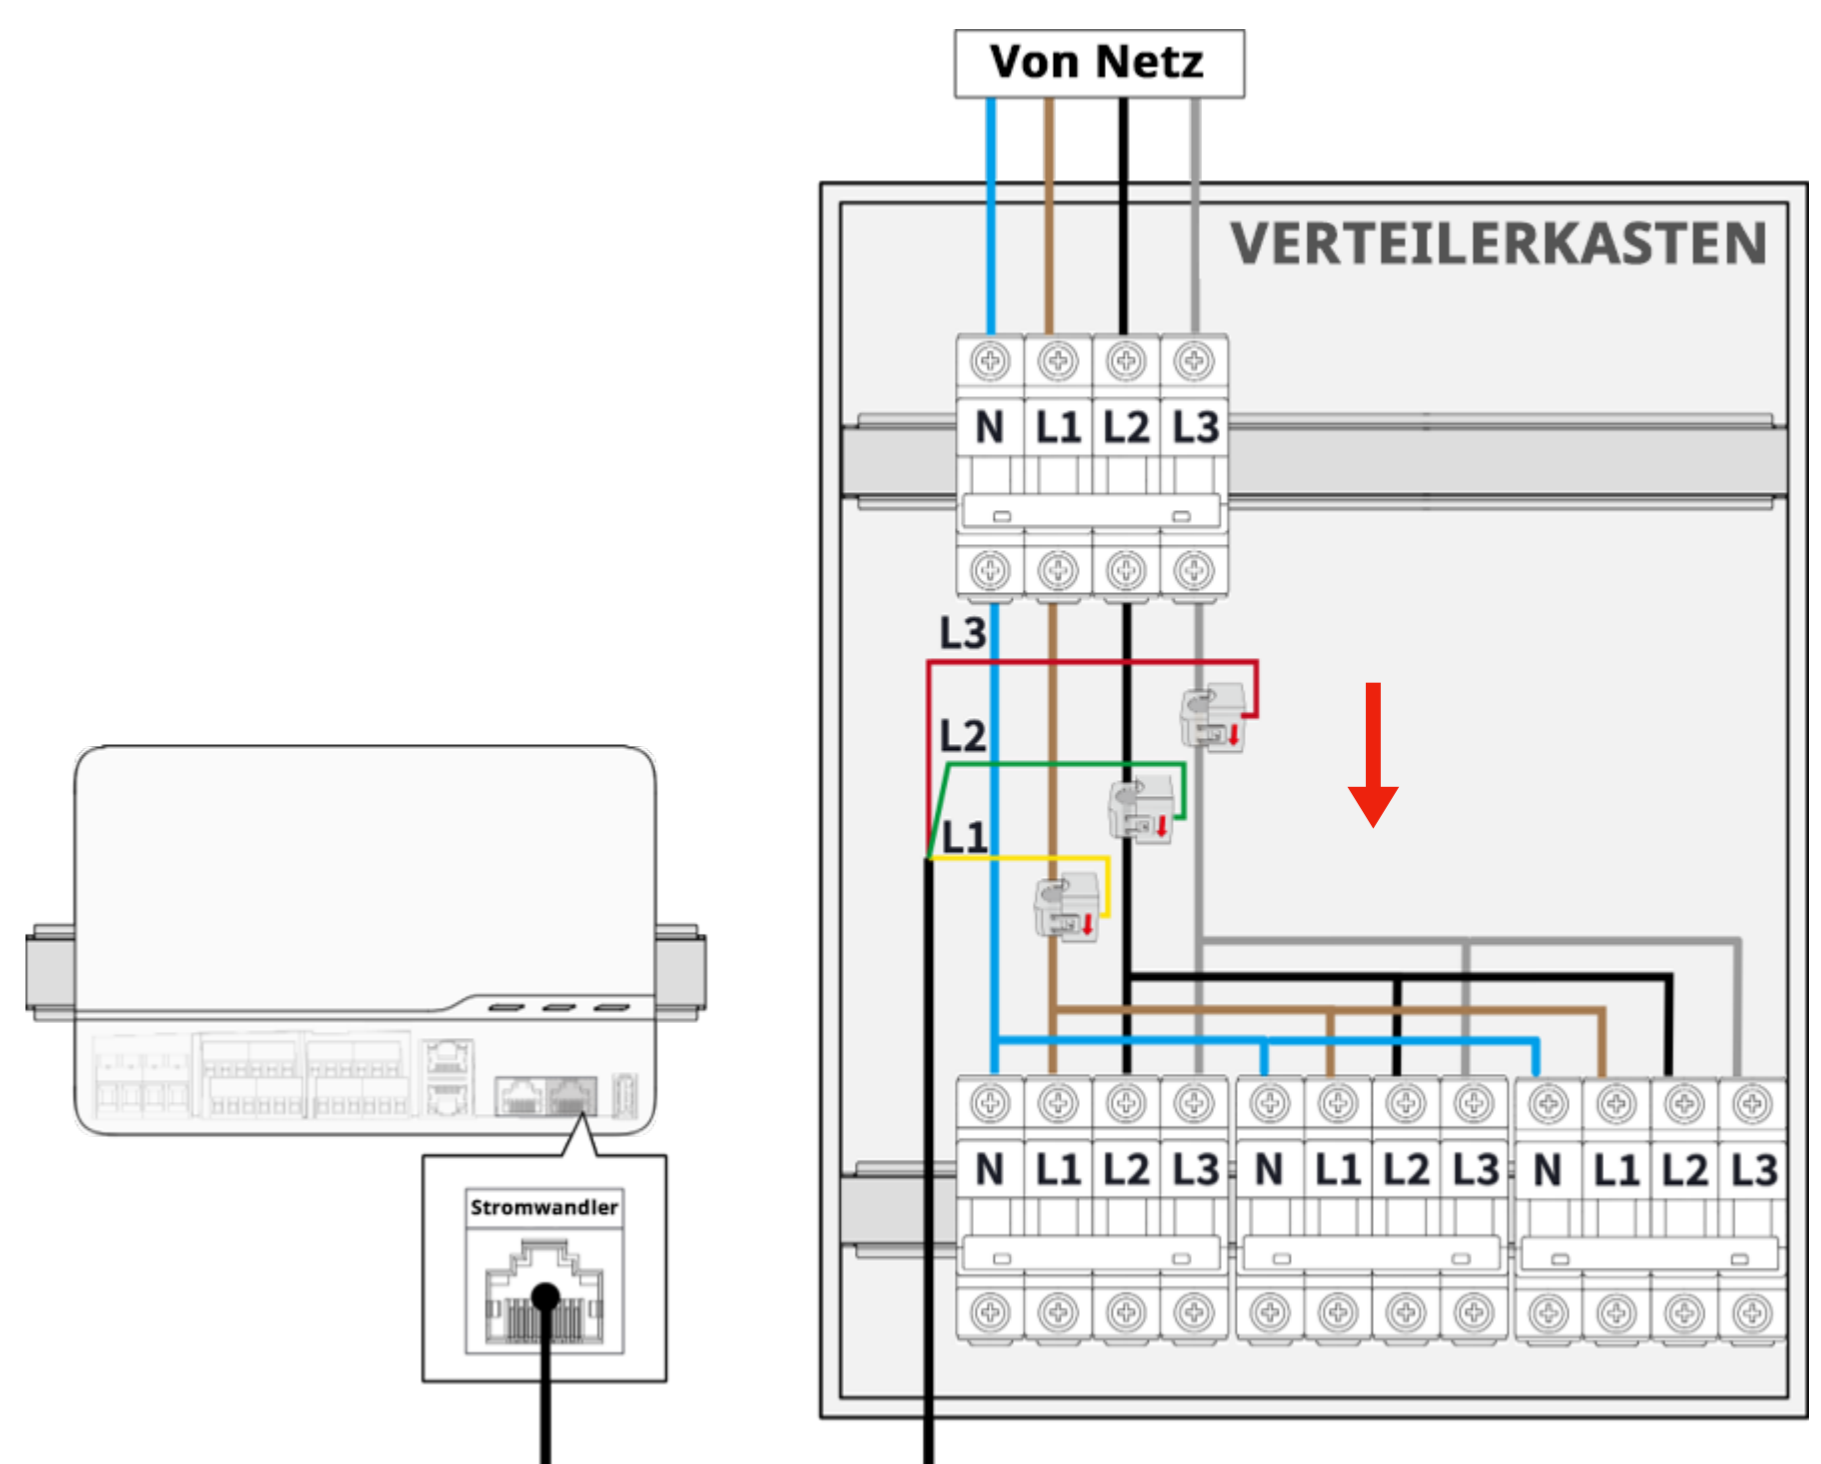 Von Netz
VERTEILERKASTEN
N L1 L2 L3
L3
L2
L1
N L1 L2 L3 N L1 L2 L3 N L1 L2 L3
Stromwandler